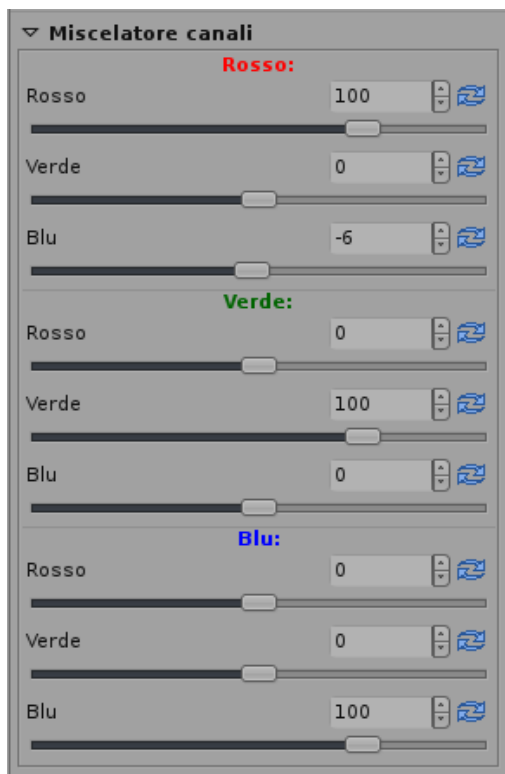 Miscelatore canali
Rosso:
Rosso 100
Verde 0
Blu -6
Verde:
Rosso 0
Verde 100
Blu 0
Blu:
Rosso 0
Verde 0
Blu 100